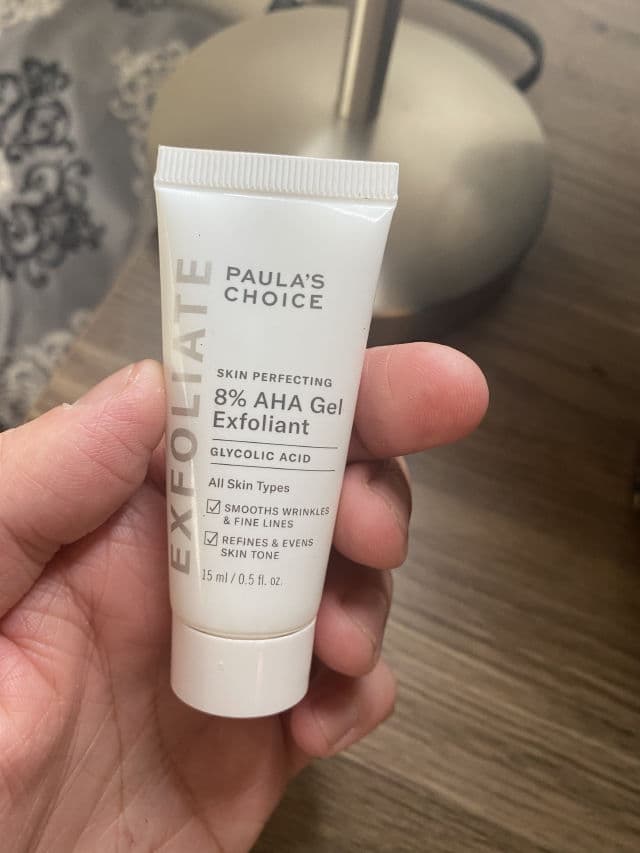 EXFOLIATE
PAULA'S
CHOICE
SKIN PERFECTING
8% AHA Gel
Exfoliant
GLYCOLIC ACID
All Skin Types
SMOOTHS WRINKLES
& FINE LINES
REFINES & EVENS
SKIN TONE
15 ml / 0.5 fl. oz.